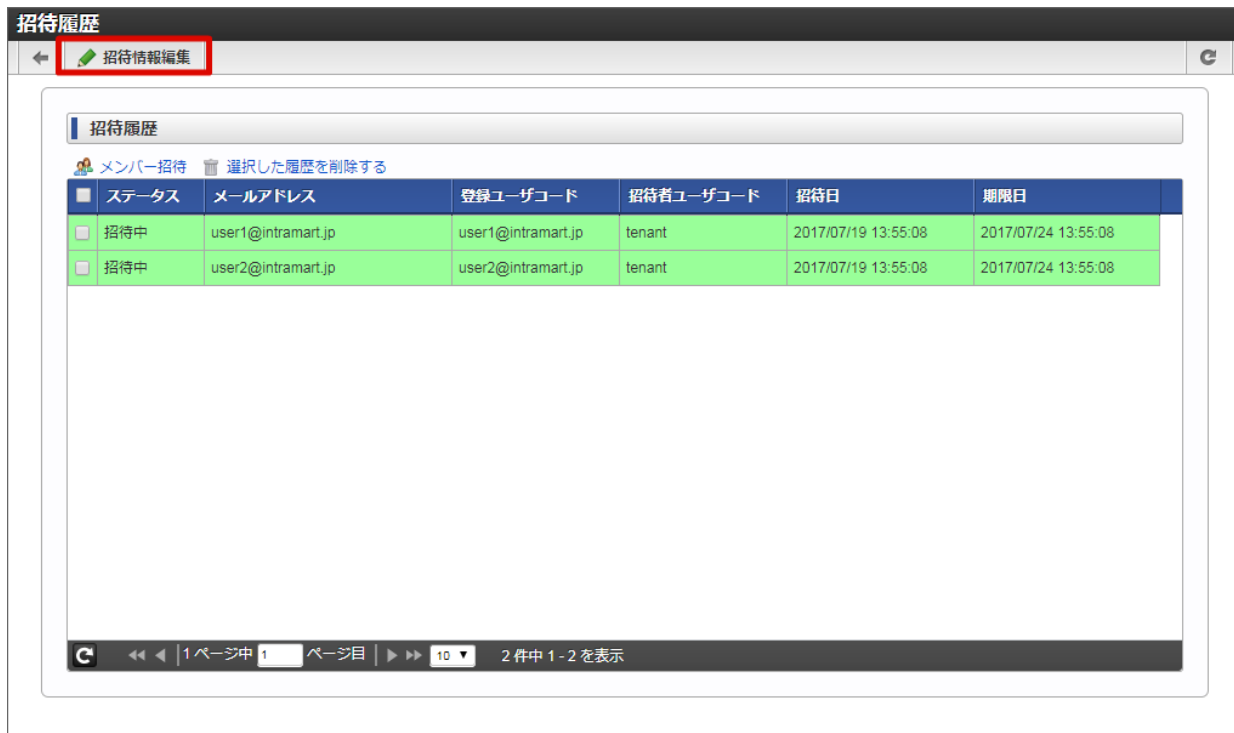 招待履歴
招待情報編集
招待履歴
メンバー招待 選択した履歴を削除する
ステータス メールアドレス 登録ユーザコード 招待者ユーザコード 招待日 期限日
招待中 user1@intramart.jp user1@intramart.jp tenant 2017/07/19 13:55:08 2017/07/24 13:55:08
招待中 user2@intramart.jp user2@intramart.jp tenant 2017/07/19 13:55:08 2017/07/24 13:55:08
1 ページ中 1 ページ目 10 2 件中 1 - 2 を表示